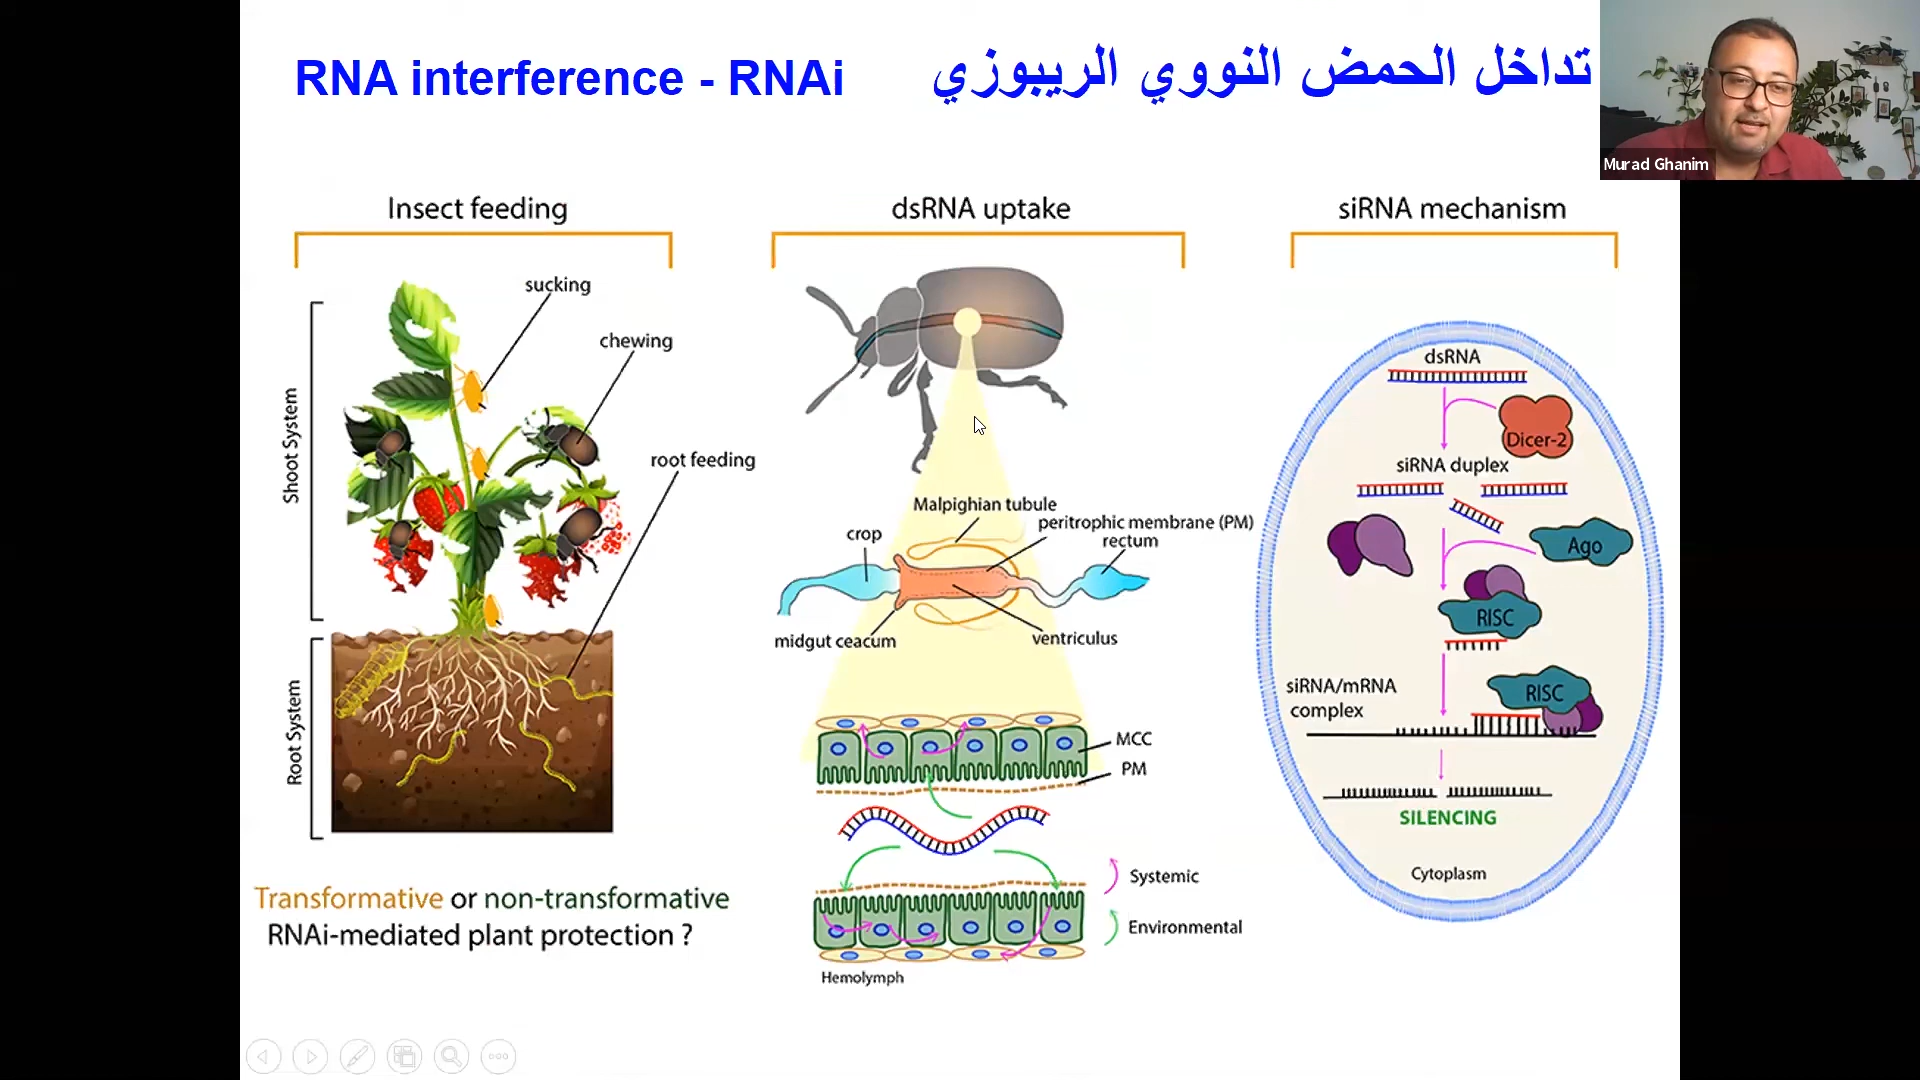 RNA interference - RNAi
تداخل الحمض النووي الريبوزي
Murad Ghanim
Insect feeding
sucking
chewing
root feeding
Shoot System
Root System
Transformative or non-transformative
RNAi-mediated plant protection ?
dsRNA uptake
Malpighian tubule
peritrophic membrane (PM)
crop
rectum
midgut ceacum
ventriculus
MCC
PM
Systemic
Environmental
Hemolymph
siRNA mechanism
dsRNA
Dicer-2
siRNA duplex
Ago
RISC
siRNA/mRNA
complex
RISC
SILENCING
Cytoplasm